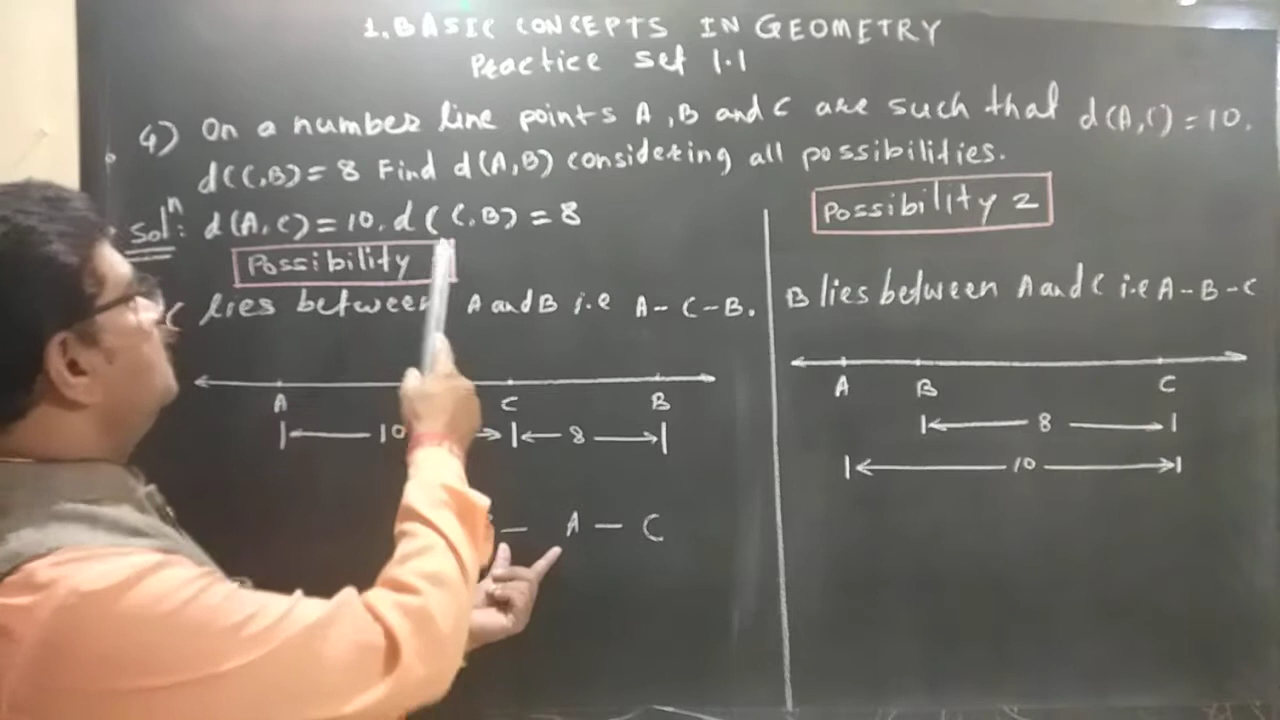 1. BASIC CONCEPTS IN GEOMETRY
Practice set 1.1
4) On a number line points A, B and C are such that d(A,C) = 10,
d(C,B) = 8 Find d(A,B) considering all possibilities.
Solⁿ: d(A,C) = 10, d(C,B) = 8
Possibility
C lies between A and B i.e A - C - B.
A C B
10 8
- A - C
Possibility 2
B lies between A and C i.e A - B - C
A B C
8
10